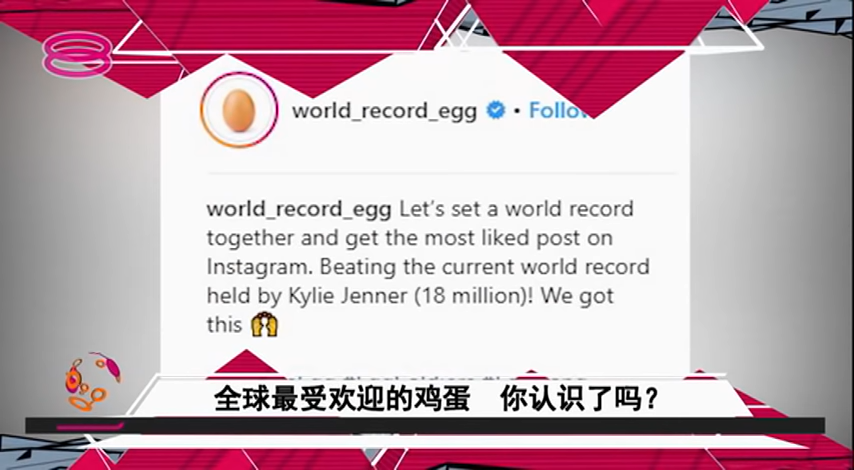 world_record_egg • Follow
world_record_egg Let's set a world record
together and get the most liked post on
Instagram. Beating the current world record
held by Kylie Jenner (18 million)! We got
this 🙌
全球最受欢迎的鸡蛋 你认识了吗？